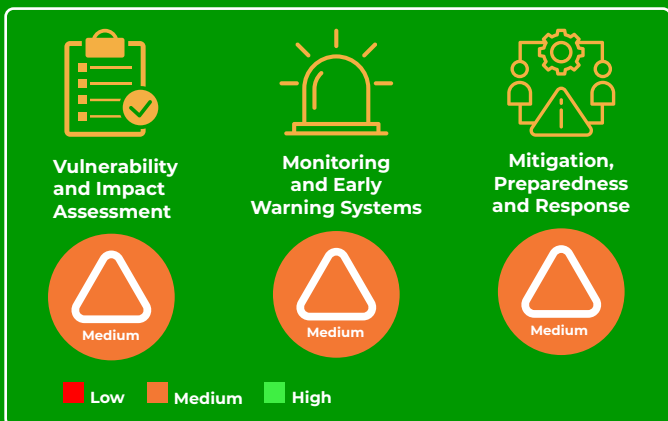 Vulnerability
and Impact
Assessment
Monitoring
and Early
Warning Systems
Mitigation,
Preparedness
and Response
Medium
Medium
Medium
Low
Medium
High